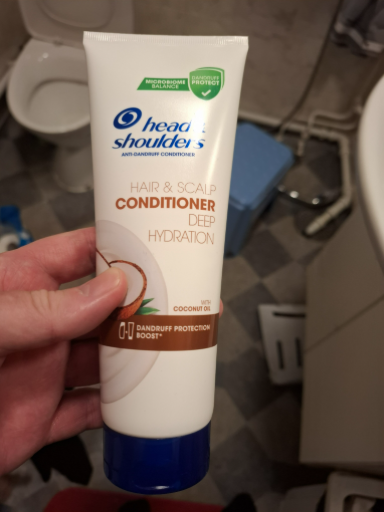 MICROBIOME
BALANCE
DANDRUFF
PROTECT
head &
shoulders
ANTI-DANDRUFF CONDITIONER
HAIR & SCALP
CONDITIONER
DEEP
HYDRATION
WITH
COCONUT OIL
DANDRUFF PROTECTION
BOOST*